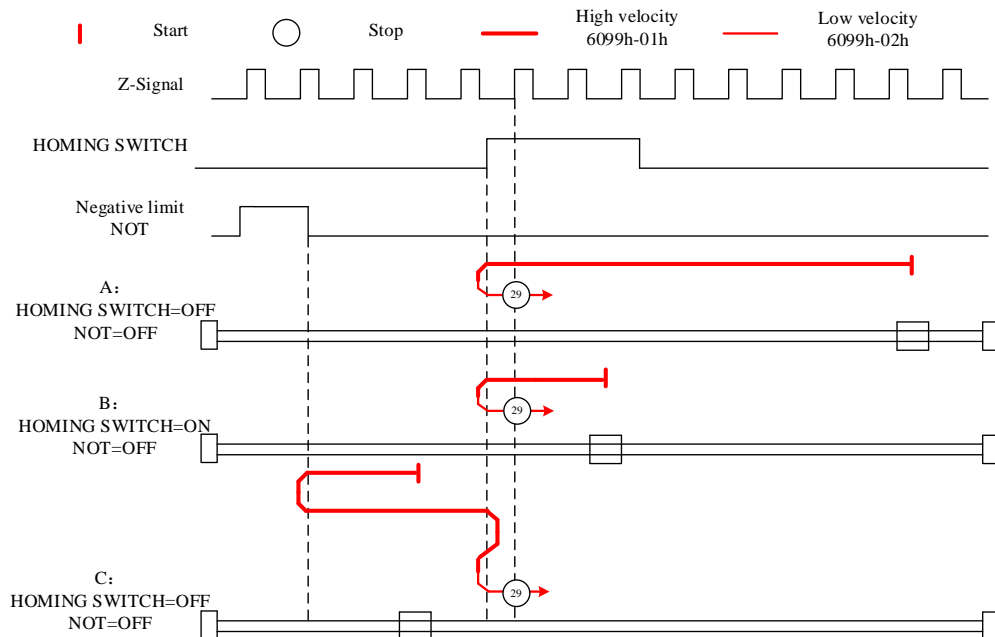 Start
Stop
High velocity
6099h-01h
Low velocity
6099h-02h
Z-Signal
HOMING SWITCH
Negative limit
NOT
A：
HOMING SWITCH=OFF
NOT=OFF
29
B：
HOMING SWITCH=ON
NOT=OFF
29
C：
HOMING SWITCH=OFF
NOT=OFF
29